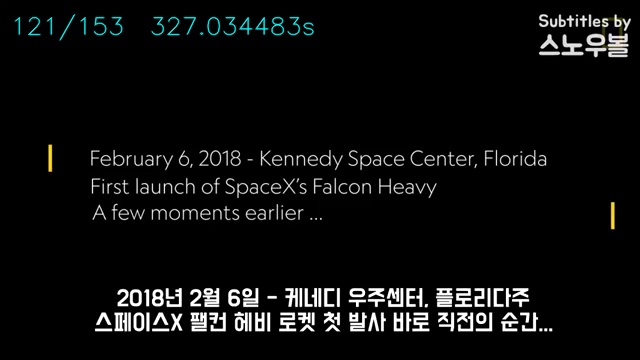 121/153 327.034483s
Subtitles by
스노우볼
February 6, 2018 - Kennedy Space Center, Florida
First launch of SpaceX's Falcon Heavy
A few moments earlier ...
2018년 2월 6일 - 케네디 우주센터, 플로리다주
스페이스X 팰컨 헤비 로켓 첫 발사 바로 직전의 순간...